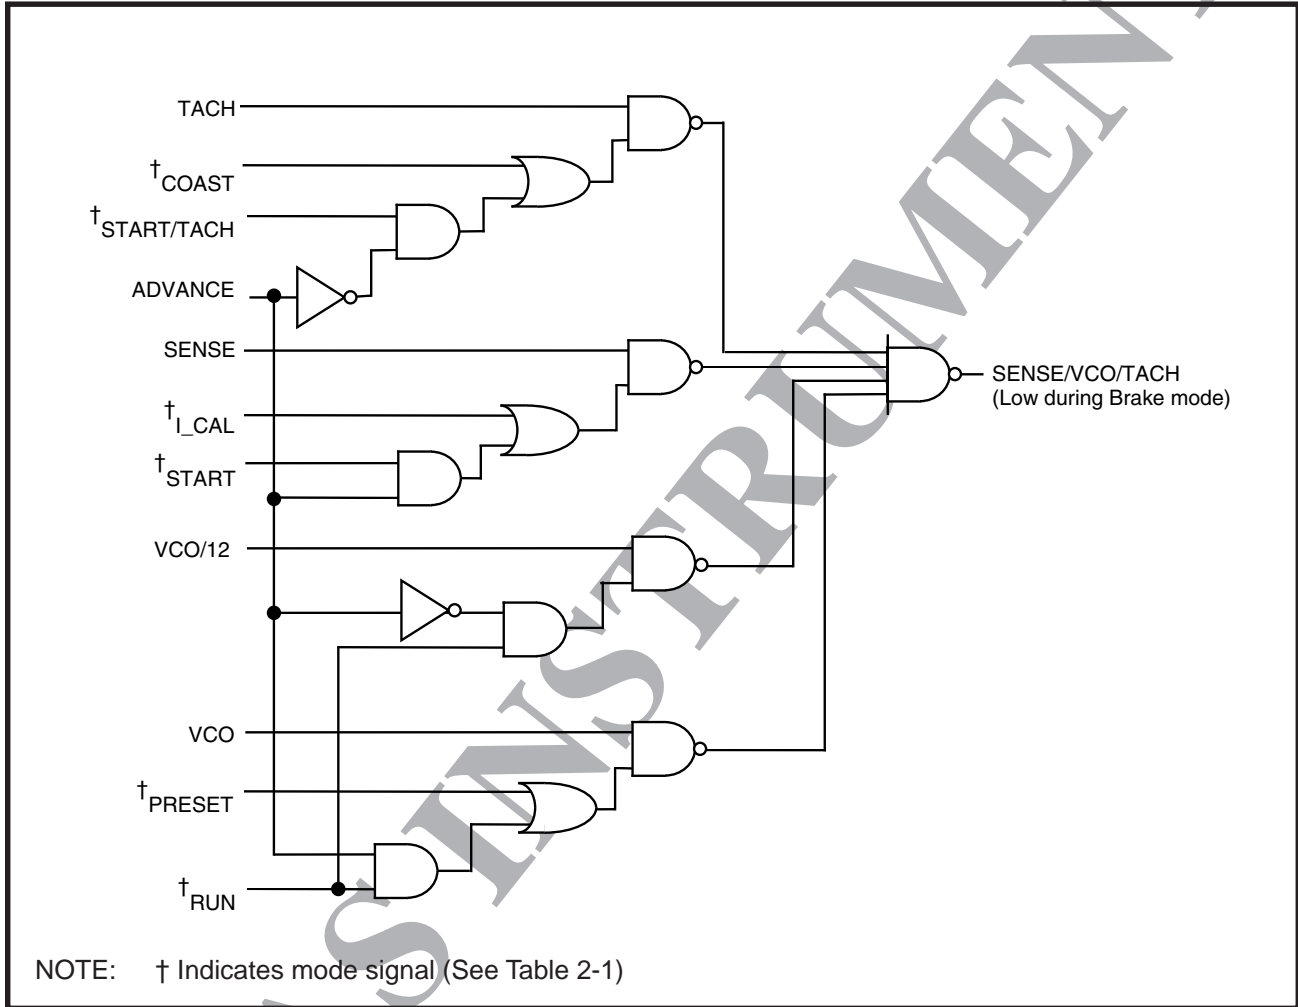 TACH
†COAST
†START/TACH
ADVANCE
SENSE
†I_CAL
†START
VCO/12
VCO
†PRESET
†RUN
SENSE/VCO/TACH
(Low during Brake mode)
NOTE: † Indicates mode signal (See Table 2-1)
S INSTRUMEN